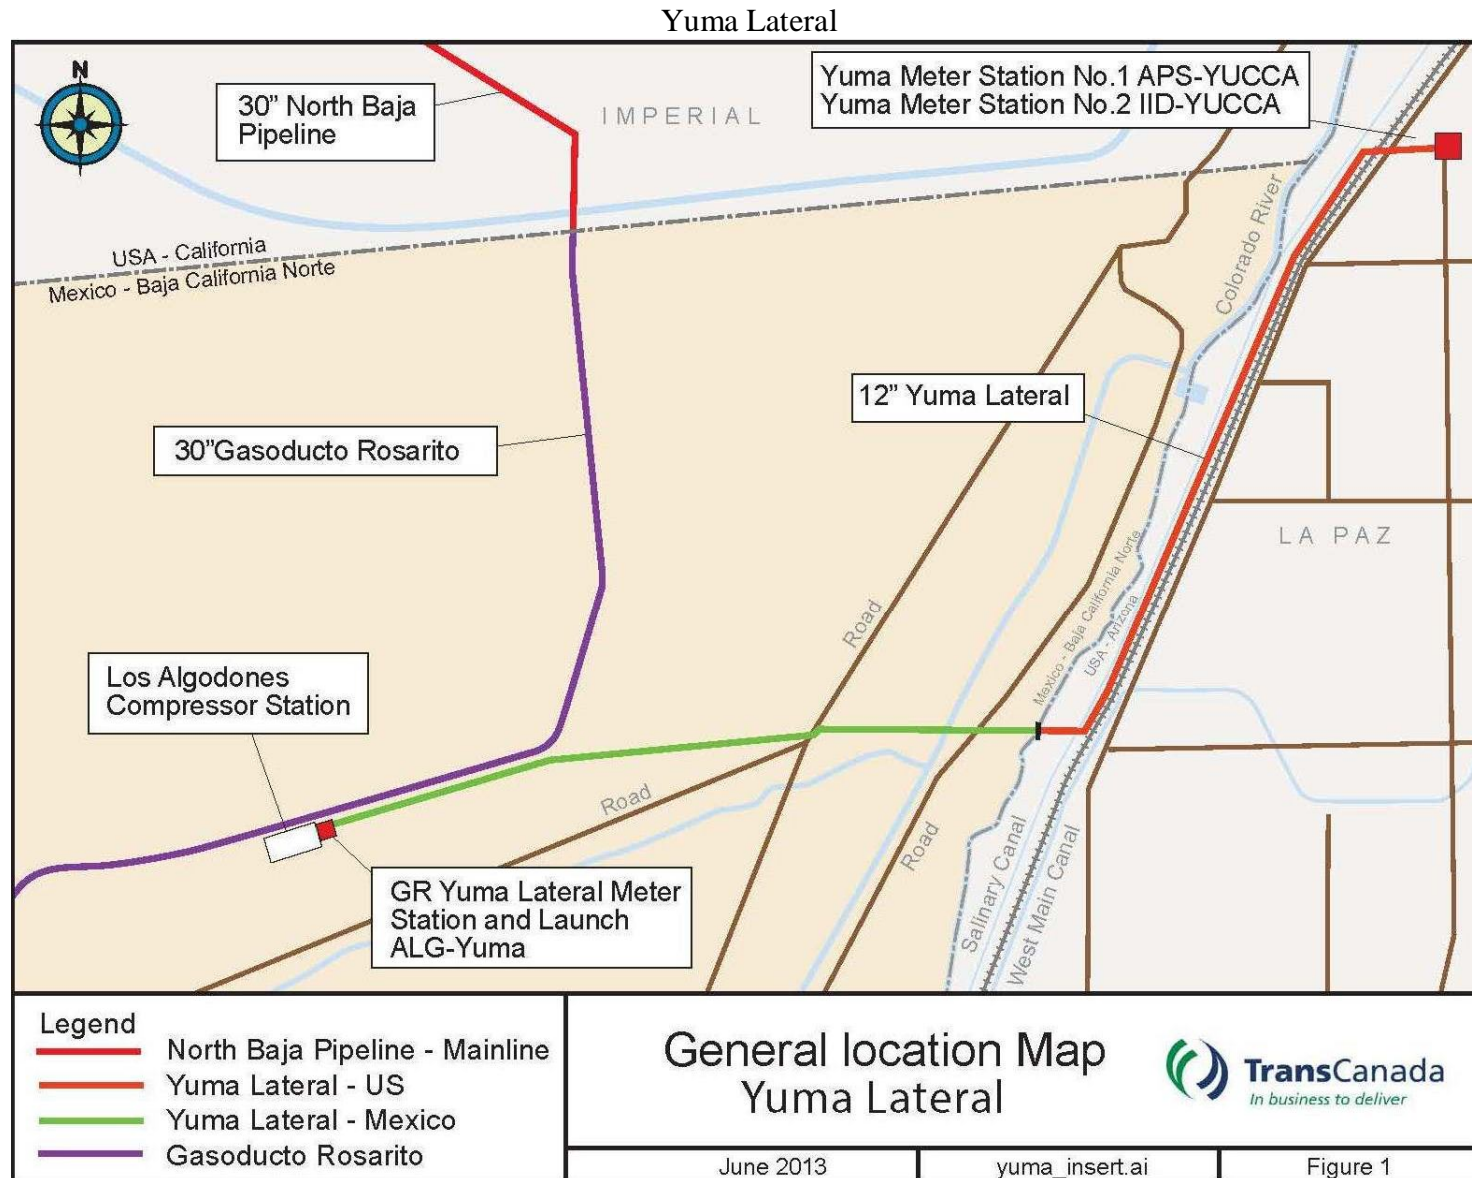 Yuma Lateral
N
30" North Baja
Pipeline
IMPERIAL
Yuma Meter Station No.1 APS-YUCCA
Yuma Meter Station No.2 IID-YUCCA
USA - California
Mexico - Baja California Norte
Colorado River
12" Yuma Lateral
30"Gasoducto Rosarito
LA PAZ
Mexico - Baja California Norte
USA - Arizona
Road
Los Algodones
Compressor Station
Road
Road
Salinary Canal
West Main Canal
GR Yuma Lateral Meter
Station and Launch
ALG-Yuma
Legend
North Baja Pipeline - Mainline
Yuma Lateral - US
Yuma Lateral - Mexico
Gasoducto Rosarito
General location Map
Yuma Lateral
TransCanada
In business to deliver
June 2013
yuma_insert.ai
Figure 1